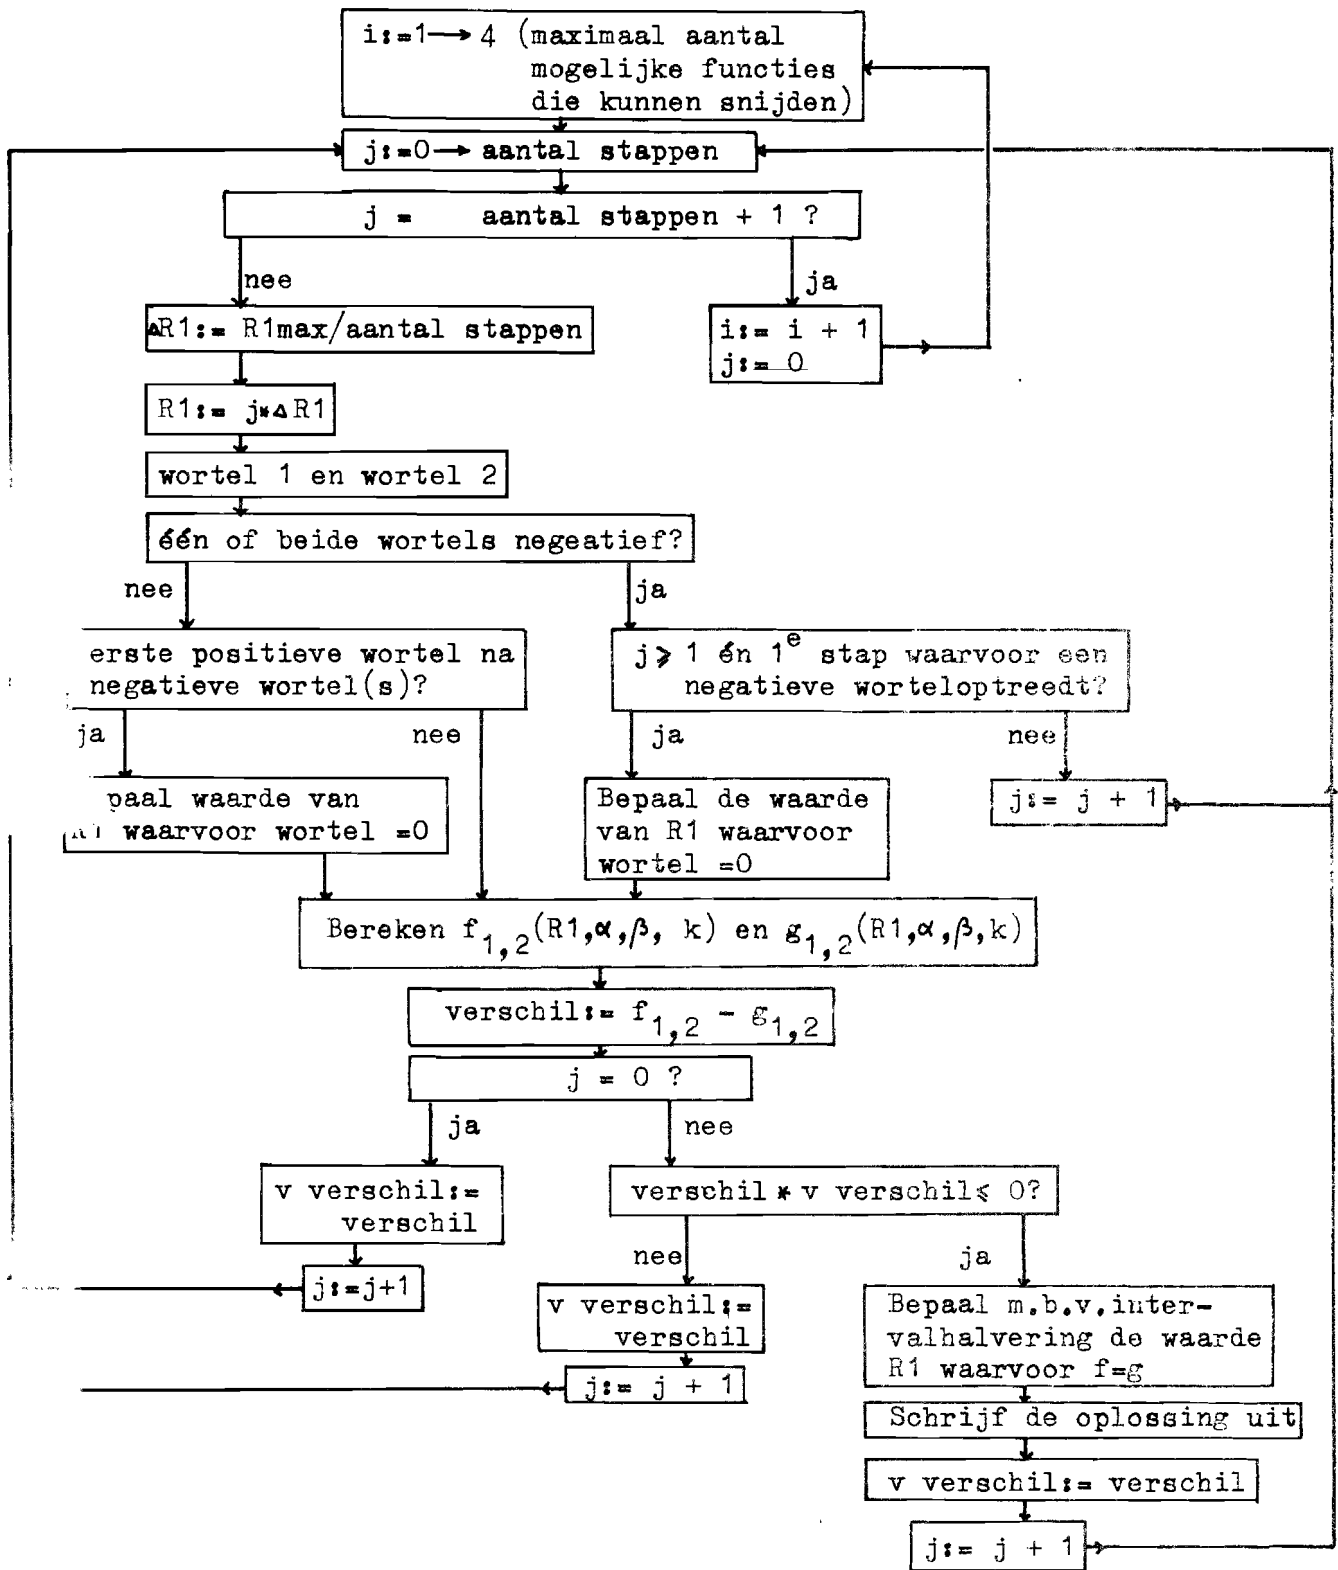 i:=1→ 4 (maximaal aantal
mogelijke functies
die kunnen snijden)
j:=0→ aantal stappen
j = aantal stappen + 1 ?
nee
ja
ΔR1:= R1max/aantal stappen
i:= i + 1
j:= 0
R1:= j*ΔR1
wortel 1 en wortel 2
één of beide wortels negeatief?
nee
ja
erste positieve wortel na
negatieve wortel(s)?
j ⩾ 1 én 1e stap waarvoor een
negatieve worteloptreedt?
ja
nee
ja
nee
paal waarde van
R1 waarvoor wortel =0
Bepaal de waarde
van R1 waarvoor
wortel =0
j:= j + 1
Bereken f1,2(R1,α,β, k) en g1,2(R1,α,β,k)
verschil:= f1,2 - g1,2
j = 0 ?
ja
nee
v verschil:=
verschil
verschil * v verschil⩽ 0?
j:=j+1
nee
ja
v verschil:=
verschil
j:= j + 1
Bepaal m.b.v.inter-
valhalvering de waarde
R1 waarvoor f=g
Schrijf de oplossing uit
v verschil:= verschil
j:= j + 1